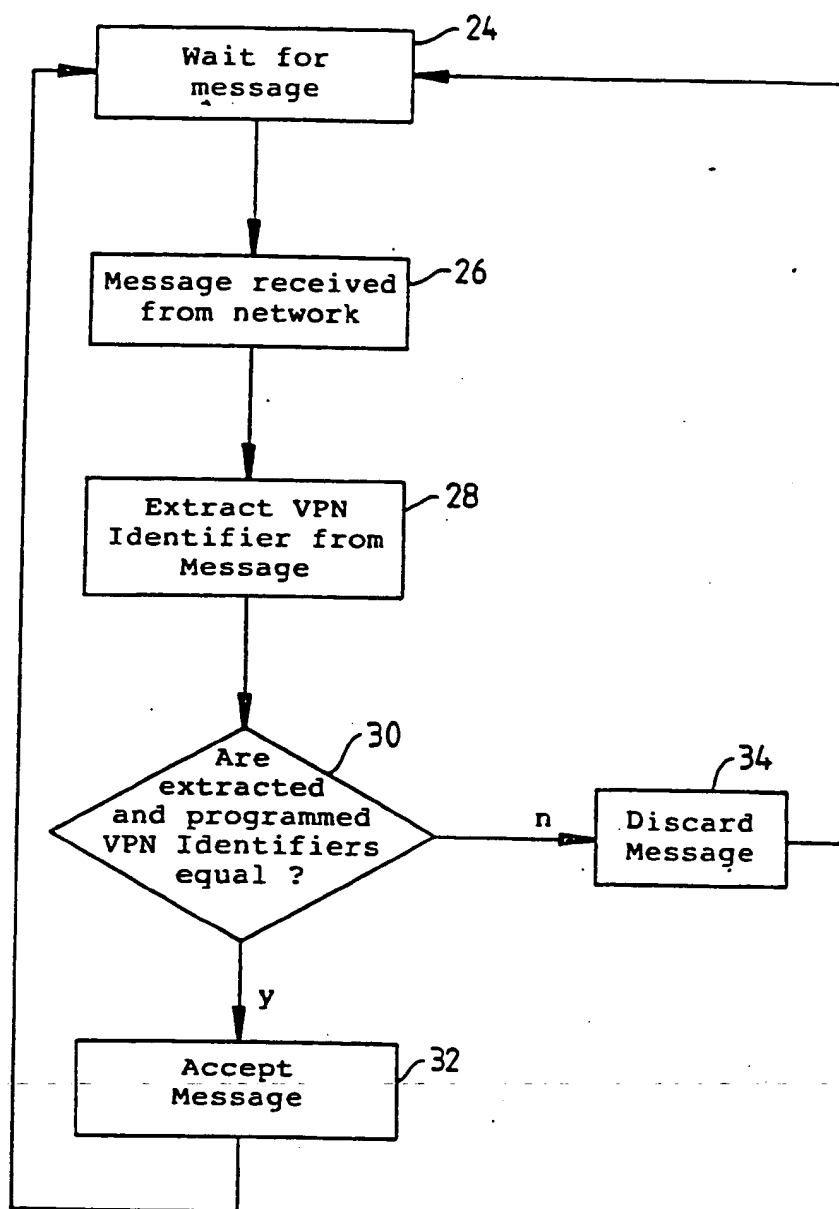 24
Wait for
message
26
Message received
from network
28
Extract VPN
Identifier from
Message
30
Are
extracted
and programmed
VPN Identifiers
equal ?
n
34
Discard
Message
y
32
Accept
Message